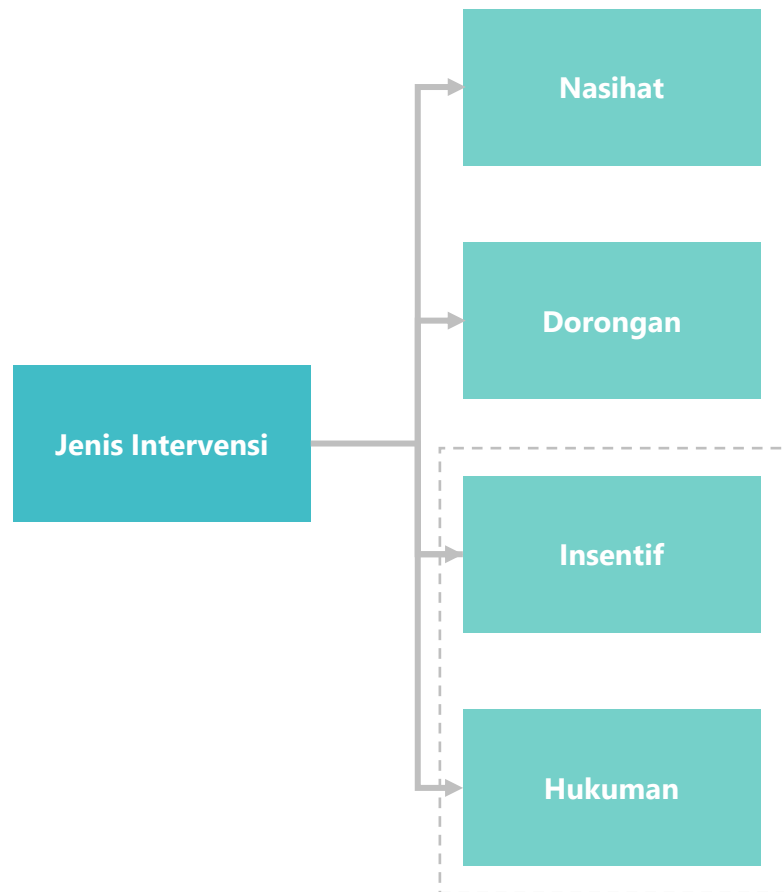 Nasihat
Dorongan
Jenis Intervensi
Insentif
Hukuman